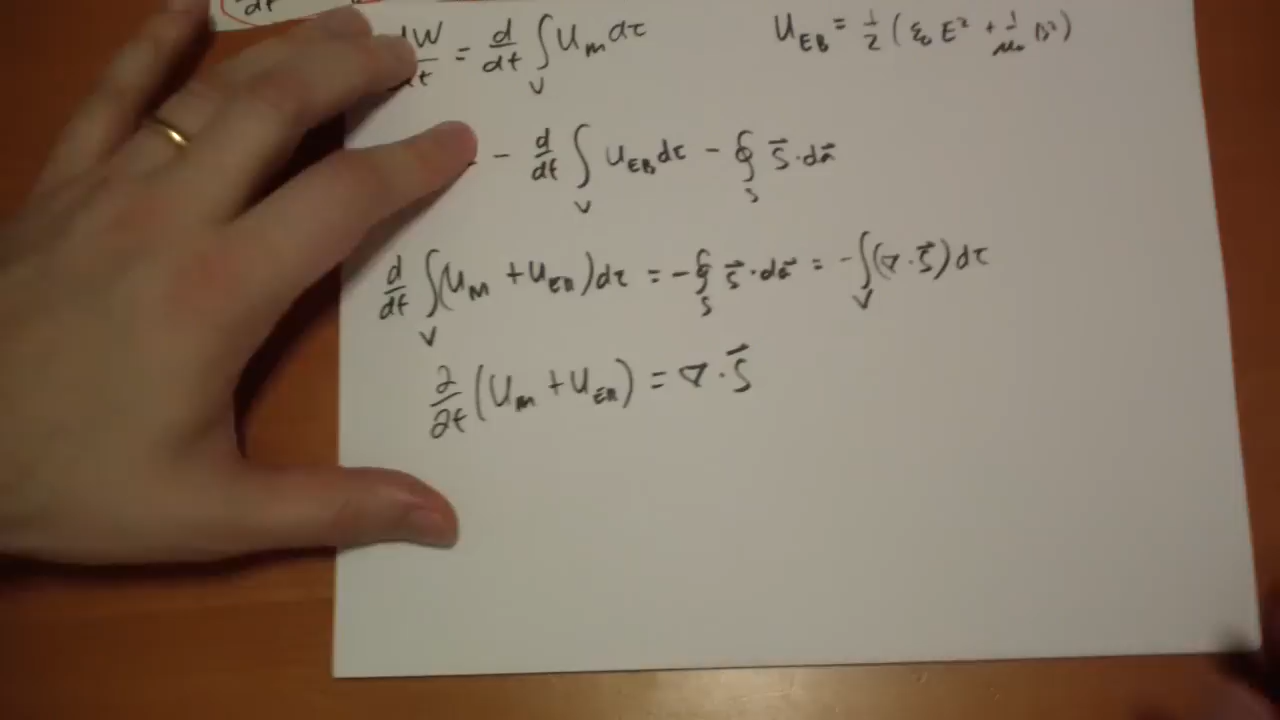 dt
dW/dt = d/dt ∫_V U_m dτ    U_EB = 1/2 (ε₀ E² + 1/μ₀ B²)
- d/dt ∫_V U_EB dτ - ∮_S S⃗ · da⃗
d/dt ∫_V (U_m + U_EB) dτ = - ∮_S S⃗ · da⃗ = - ∫_V (∇ · S⃗) dτ
∂/∂t (U_m + U_EB) = ∇ · S⃗